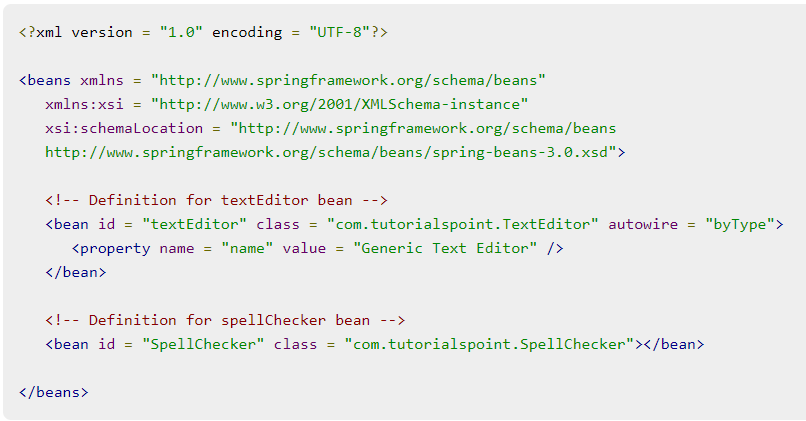 <?xml version = "1.0" encoding = "UTF-8"?>

<beans xmlns = "http://www.springframework.org/schema/beans"
   xmlns:xsi = "http://www.w3.org/2001/XMLSchema-instance"
   xsi:schemaLocation = "http://www.springframework.org/schema/beans
   http://www.springframework.org/schema/beans/spring-beans-3.0.xsd">

   <!-- Definition for textEditor bean -->
   <bean id = "textEditor" class = "com.tutorialspoint.TextEditor" autowire = "byType">
      <property name = "name" value = "Generic Text Editor" />
   </bean>

   <!-- Definition for spellChecker bean -->
   <bean id = "SpellChecker" class = "com.tutorialspoint.SpellChecker"></bean>

</beans>